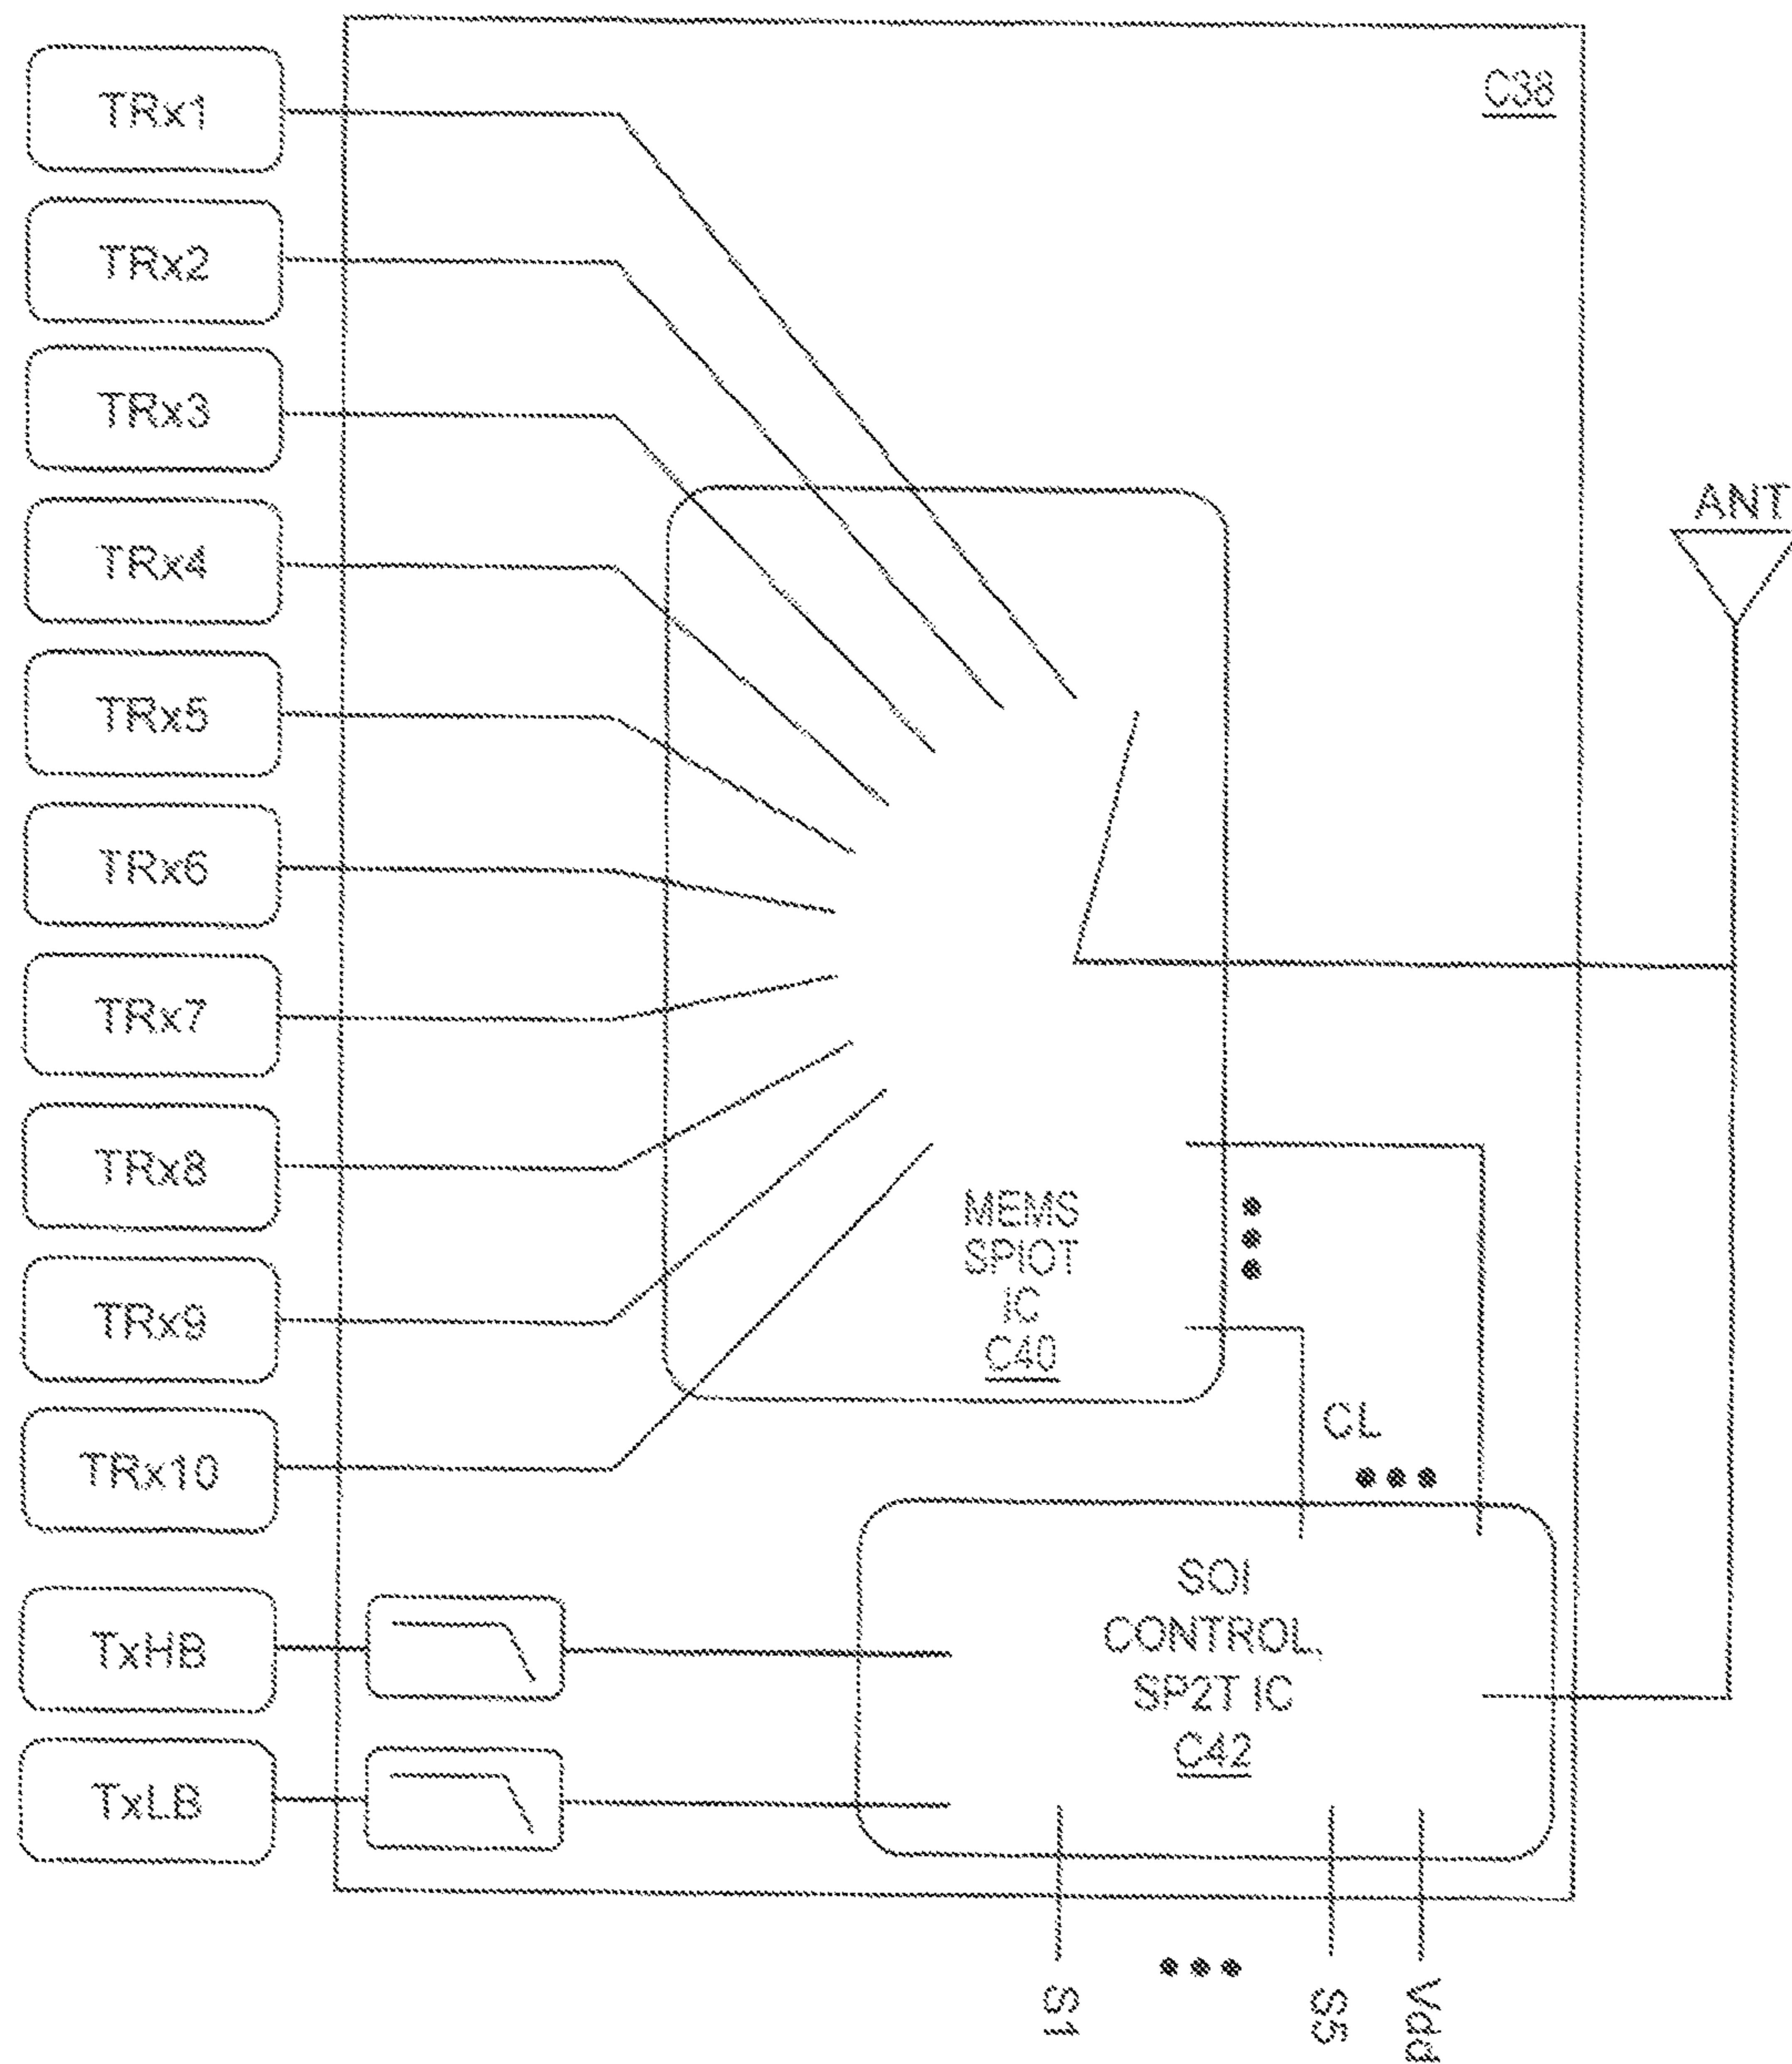 C38
TRx1
TRx2
TRx3
TRx4
TRx5
TRx6
TRx7
TRx8
TRx9
TRx10
TxHB
TxLB
ANT
MEMS
SPIOT
IC
C40
CL
SOI
CONTROL,
SP2T IC
C42
S1
S5
Vdd